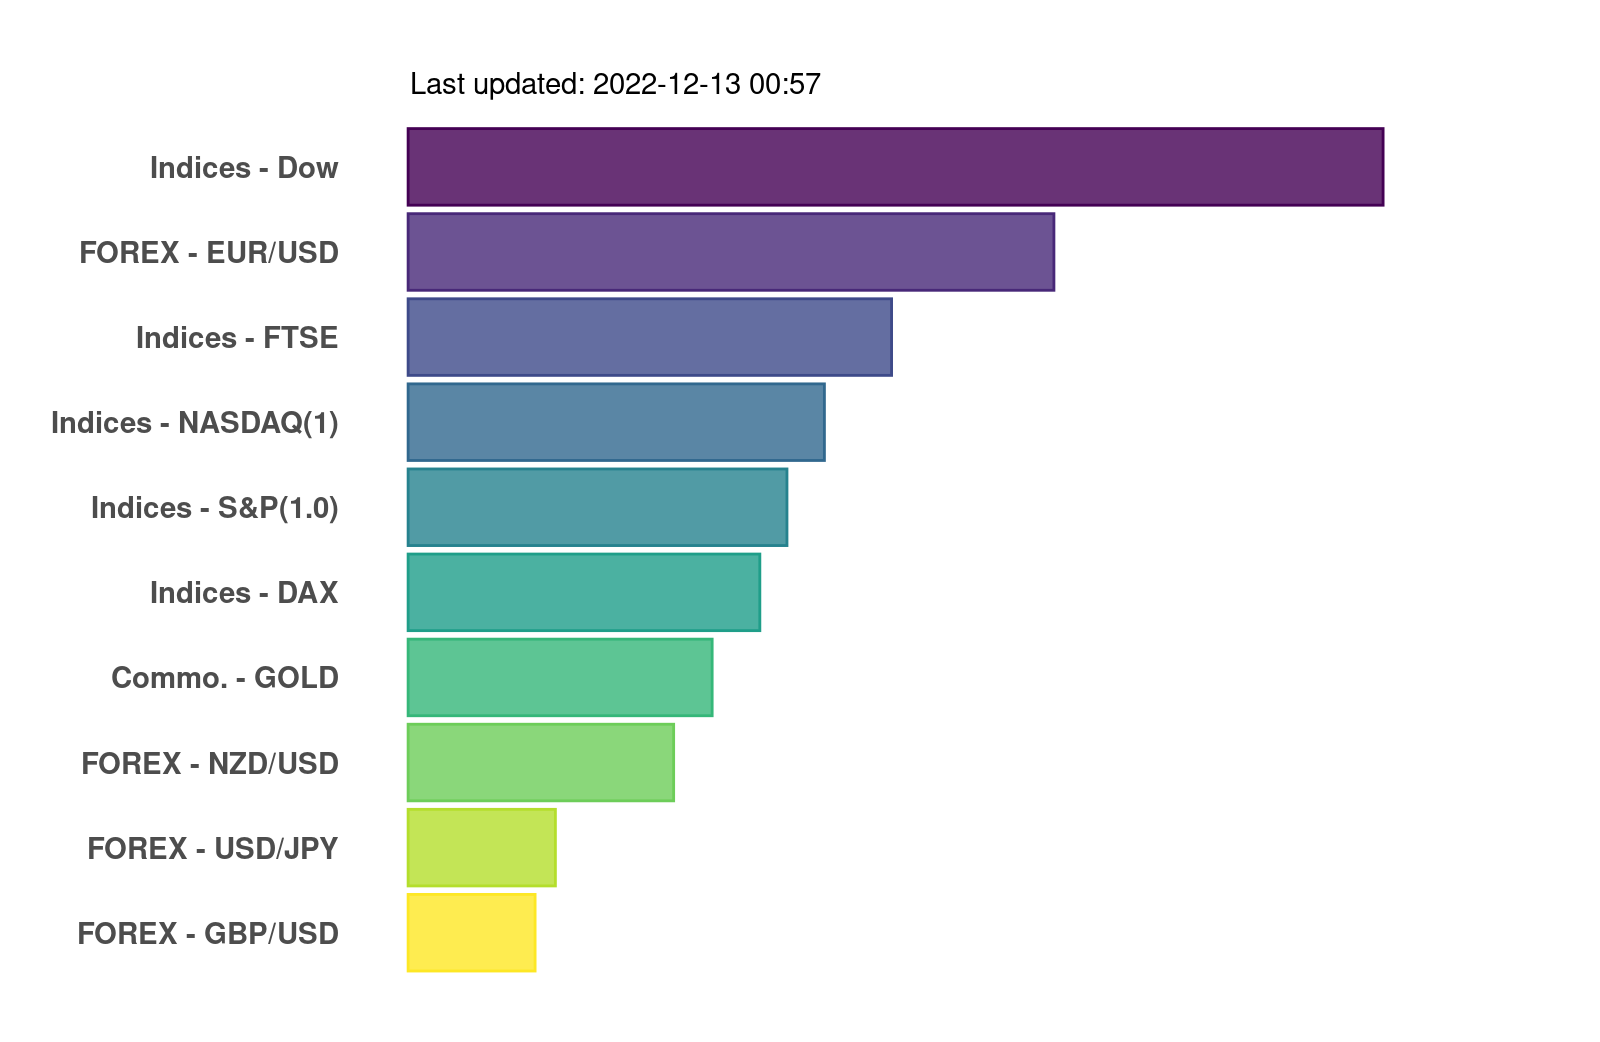 Last updated: 2022-12-13 00:57
Indices - Dow
FOREX - EUR/USD
Indices - FTSE
Indices - NASDAQ(1)
Indices - S&P(1.0)
Indices - DAX
Commo. - GOLD
FOREX - NZD/USD
FOREX - USD/JPY
FOREX - GBP/USD